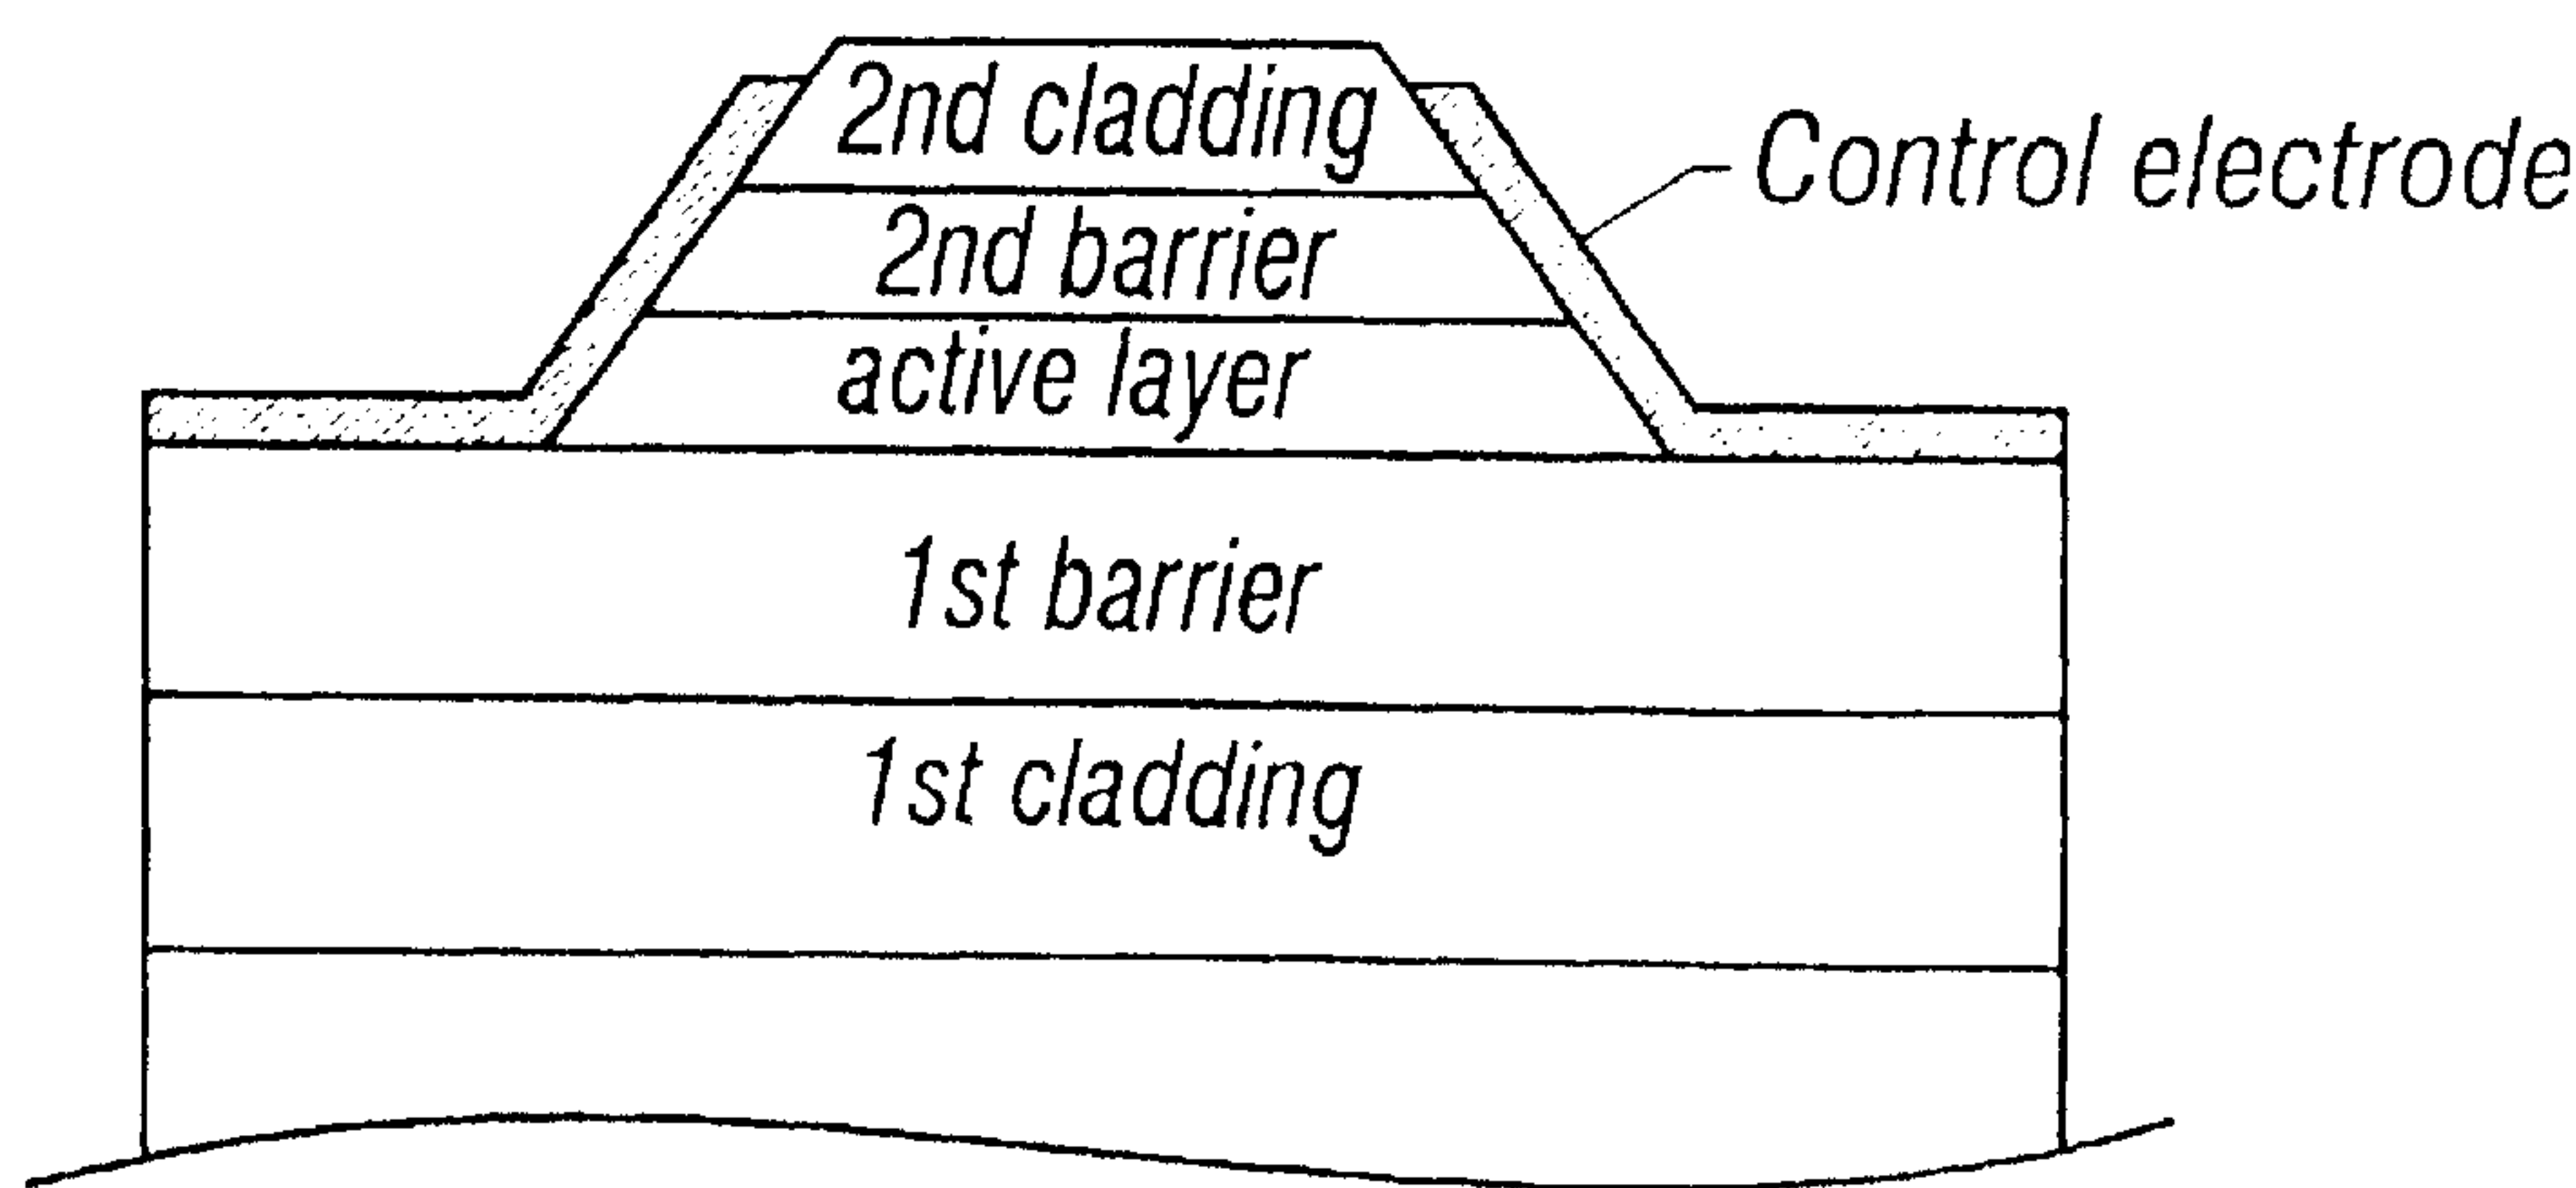 2nd cladding
Control electrode
2nd barrier
active layer
1st barrier
1st cladding